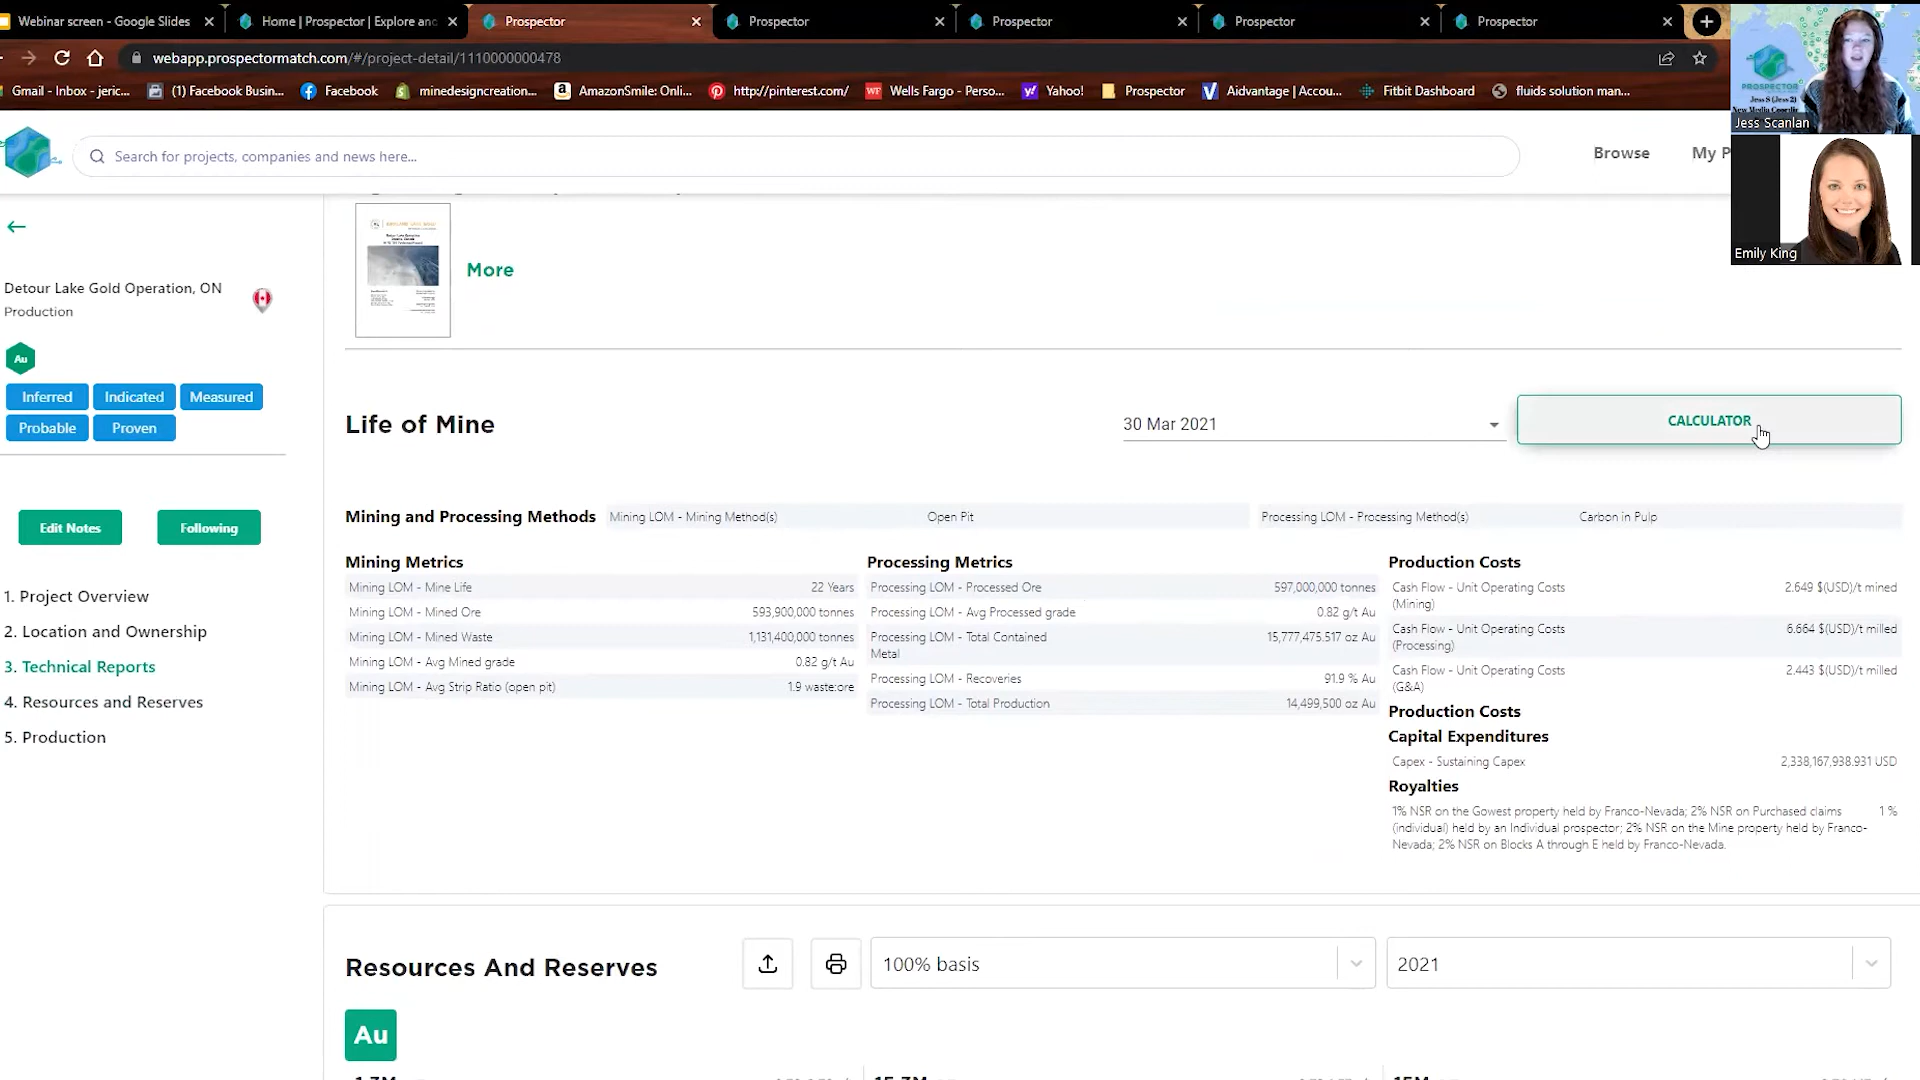 Webinar screen - Google Slides
Home | Prospector | Explore and
Prospector
Prospector
Prospector
Prospector
Prospector
webapp.prospectormatch.com/#/project-detail/1110000000478
Gmail - Inbox - jeric...
(1) Facebook Busin...
Facebook
minedesigncreation...
AmazonSmile: Onli...
http://pinterest.com/
Wells Fargo - Perso...
Yahoo!
Prospector
Aidvantage | Accou...
Fitbit Dashboard
fluids solution man...
PROSPECTOR
Jess S (Jess 2)
Jess Scanlan
Search for projects, companies and news here...
Browse
My P
Emily King
Detour Lake Gold Operation, ON
Production
Au
Inferred
Indicated
Measured
Probable
Proven
Edit Notes
Following
1. Project Overview
2. Location and Ownership
3. Technical Reports
4. Resources and Reserves
5. Production
More
Life of Mine
30 Mar 2021
CALCULATOR
Mining and Processing Methods
Mining LOM - Mining Method(s)
Open Pit
Processing LOM - Processing Method(s)
Carbon in Pulp
Mining Metrics
Mining LOM - Mine Life 22 Years
Mining LOM - Mined Ore 593,900,000 tonnes
Mining LOM - Mined Waste 1,131,400,000 tonnes
Mining LOM - Avg Mined grade 0.82 g/t Au
Mining LOM - Avg Strip Ratio (open pit) 1.9 waste:ore
Processing Metrics
Processing LOM - Processed Ore 597,000,000 tonnes
Processing LOM - Avg Processed grade 0.82 g/t Au
Processing LOM - Total Contained 15,777,475.517 oz Au
Metal
Processing LOM - Recoveries 91.9 % Au
Processing LOM - Total Production 14,499,500 oz Au
Production Costs
Cash Flow - Unit Operating Costs 2.649 $(USD)/t mined
(Mining)
Cash Flow - Unit Operating Costs 6.664 $(USD)/t milled
(Processing)
Cash Flow - Unit Operating Costs 2.443 $(USD)/t milled
(G&A)
Production Costs
Capital Expenditures
Capex - Sustaining Capex 2,338,167,938.931 USD
Royalties
1% NSR on the Gowest property held by Franco-Nevada; 2% NSR on Purchased claims 1 %
(individual) held by an Individual prospector; 2% NSR on the Mine property held by Franco-
Nevada; 2% NSR on Blocks A through E held by Franco-Nevada.
Resources And Reserves
100% basis
2021
Au